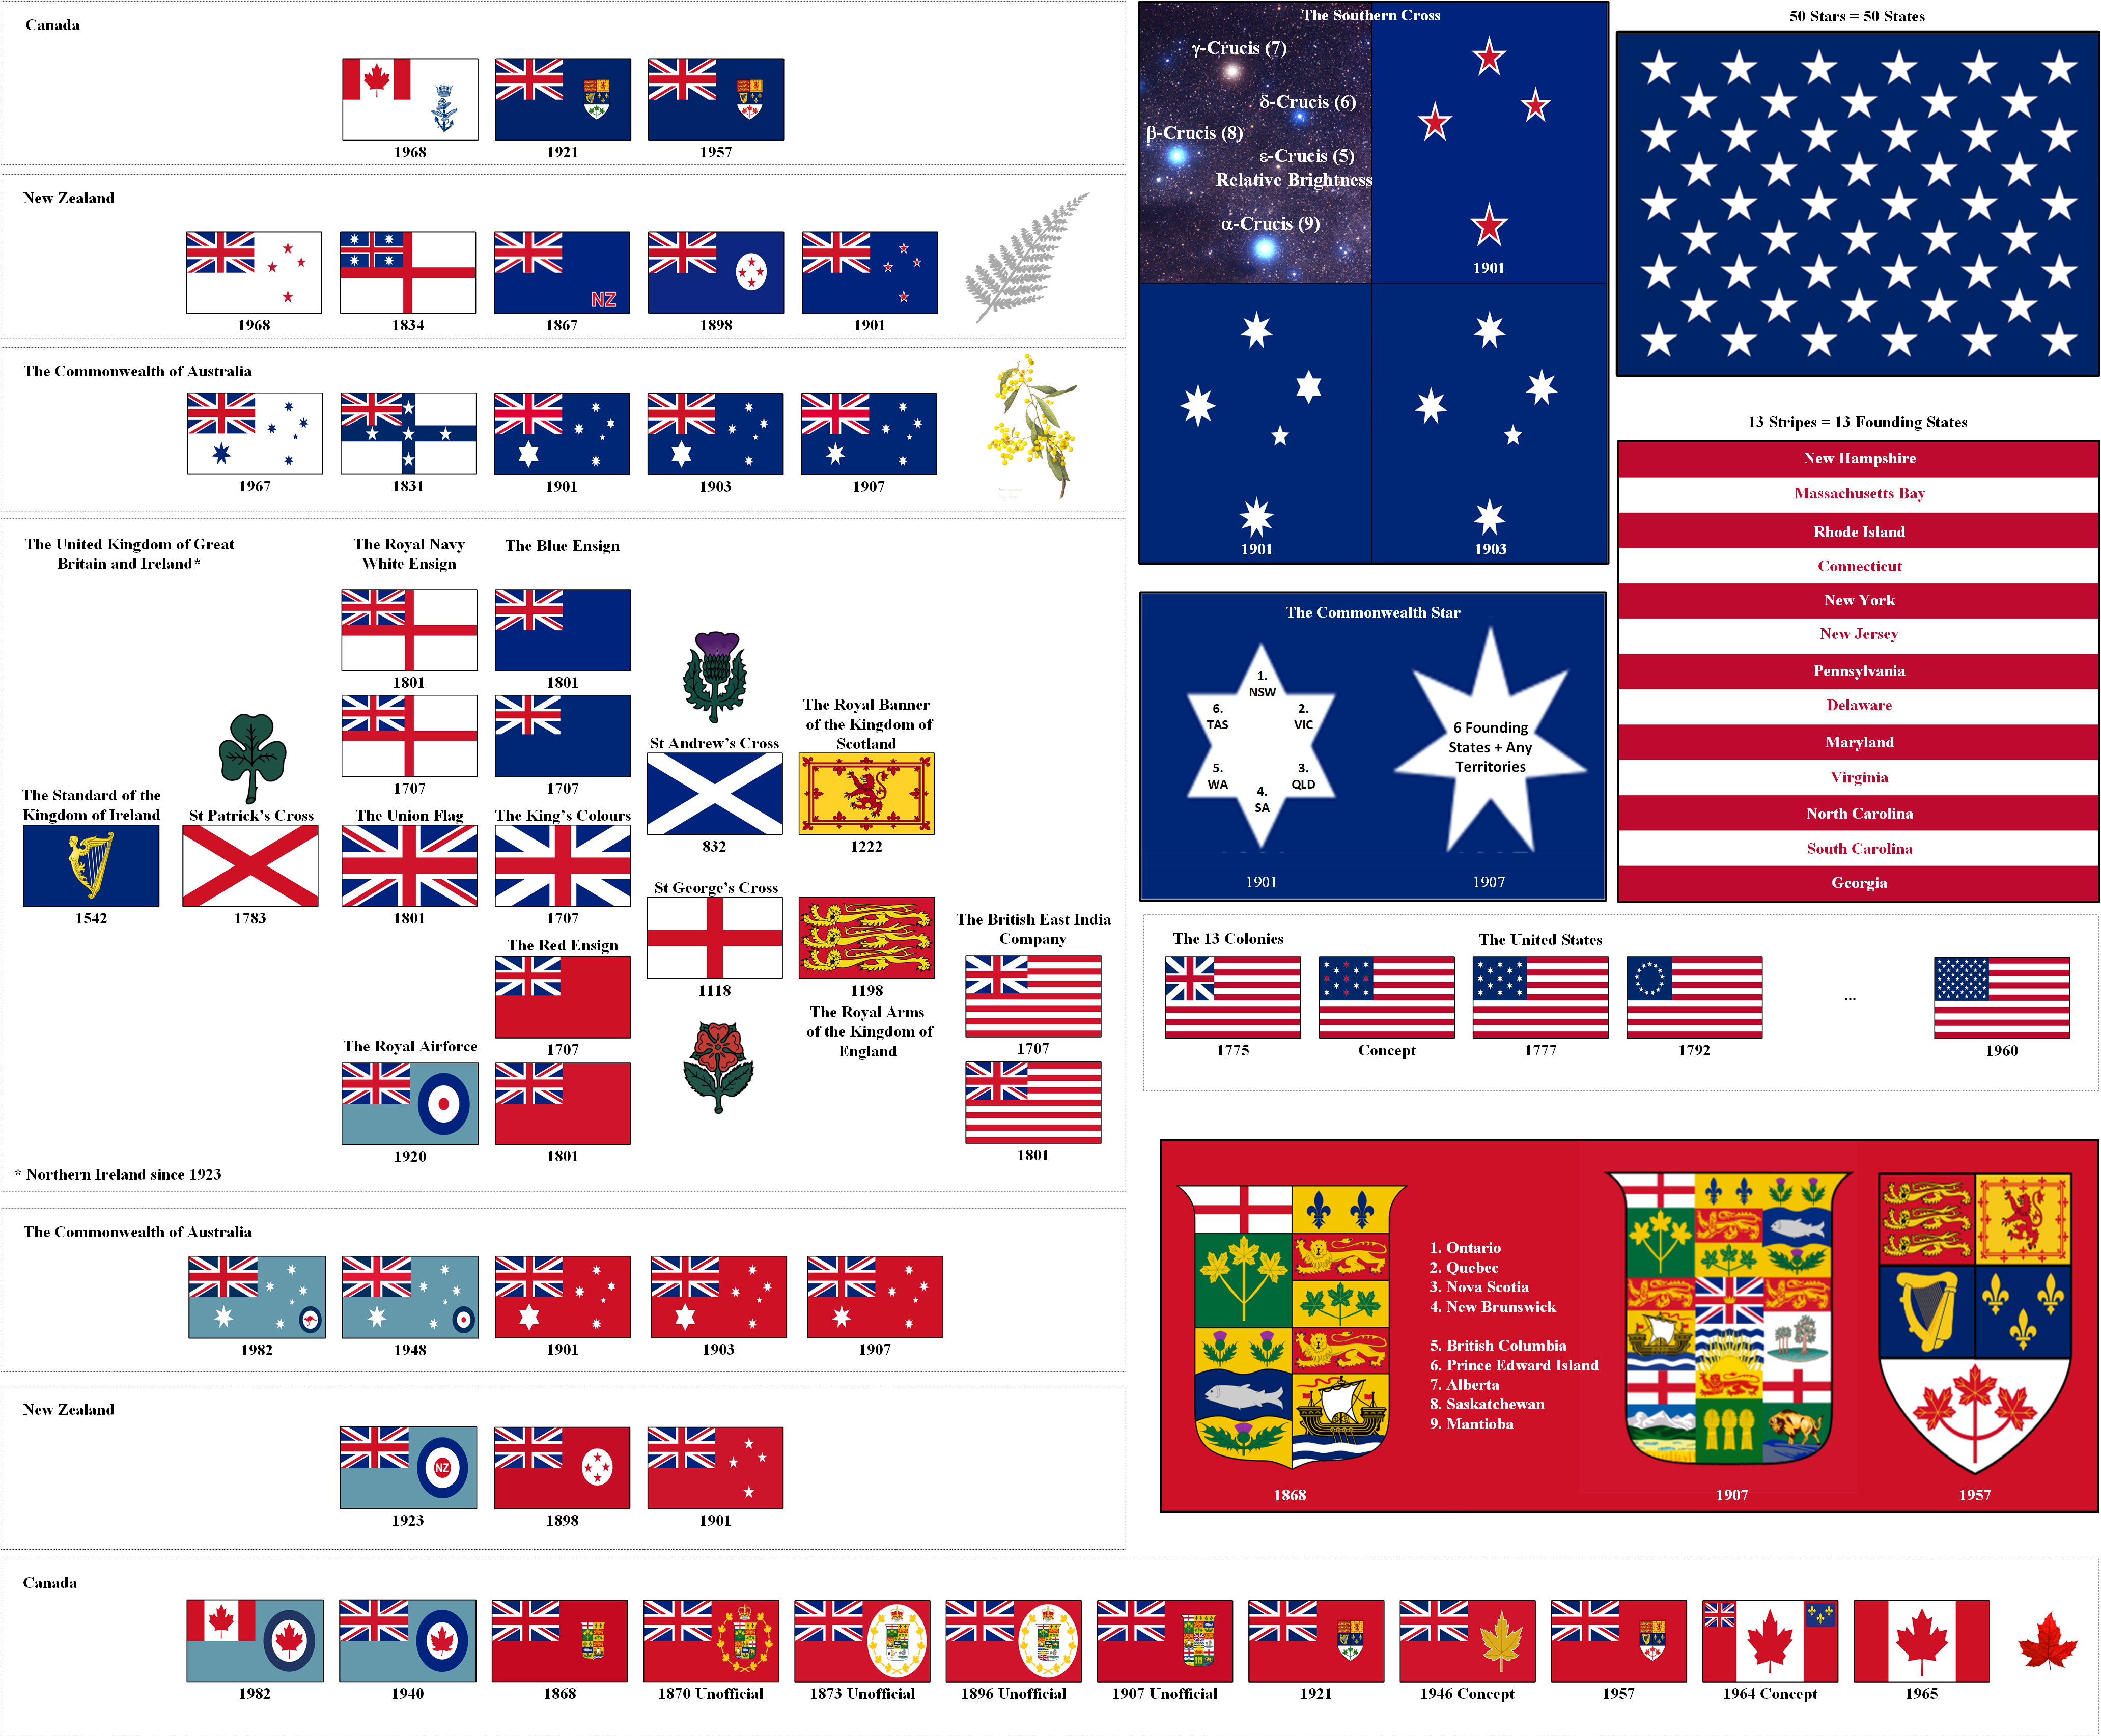 Canada
1968
1921
1957
New Zealand
NZ
1968
1834
1867
1898
1901
The Commonwealth of Australia
1967
1831
1901
1903
1907
The United Kingdom of Great
Britain and Ireland*
The Royal Navy
White Ensign
The Blue Ensign
1801
1801
1707
1707
The Standard of the
Kingdom of Ireland
1542
St Patrick's Cross
1783
The Union Flag
1801
The King's Colours
1707
St Andrew's Cross
832
The Royal Banner
of the Kingdom of
Scotland
1222
St George's Cross
1118
1198
The Royal Arms
of the Kingdom of
England
The British East India
Company
1707
1801
The Red Ensign
1707
1801
The Royal Airforce
1920
* Northern Ireland since 1923
The Commonwealth of Australia
1982
1948
1901
1903
1907
New Zealand
NZ
1923
1898
1901
Canada
1982
1940
1868
1870 Unofficial
1873 Unofficial
1896 Unofficial
1907 Unofficial
1921
1946 Concept
1957
1964 Concept
1965
The Southern Cross
γ-Crucis (7)
δ-Crucis (6)
β-Crucis (8)
ε-Crucis (5)
Relative Brightness
α-Crucis (9)
1901
1901
1903
The Commonwealth Star
1.
NSW
2.
VIC
3.
QLD
4.
SA
5.
WA
6.
TAS
1901
6 Founding
States + Any
Territories
1907
50 Stars = 50 States
13 Stripes = 13 Founding States
New Hampshire
Massachusetts Bay
Rhode Island
Connecticut
New York
New Jersey
Pennsylvania
Delaware
Maryland
Virginia
North Carolina
South Carolina
Georgia
The 13 Colonies
The United States
1775
Concept
1777
1792
...
1960
1. Ontario
2. Quebec
3. Nova Scotia
4. New Brunswick
5. British Columbia
6. Prince Edward Island
7. Alberta
8. Saskatchewan
9. Mantioba
1868
1907
1957